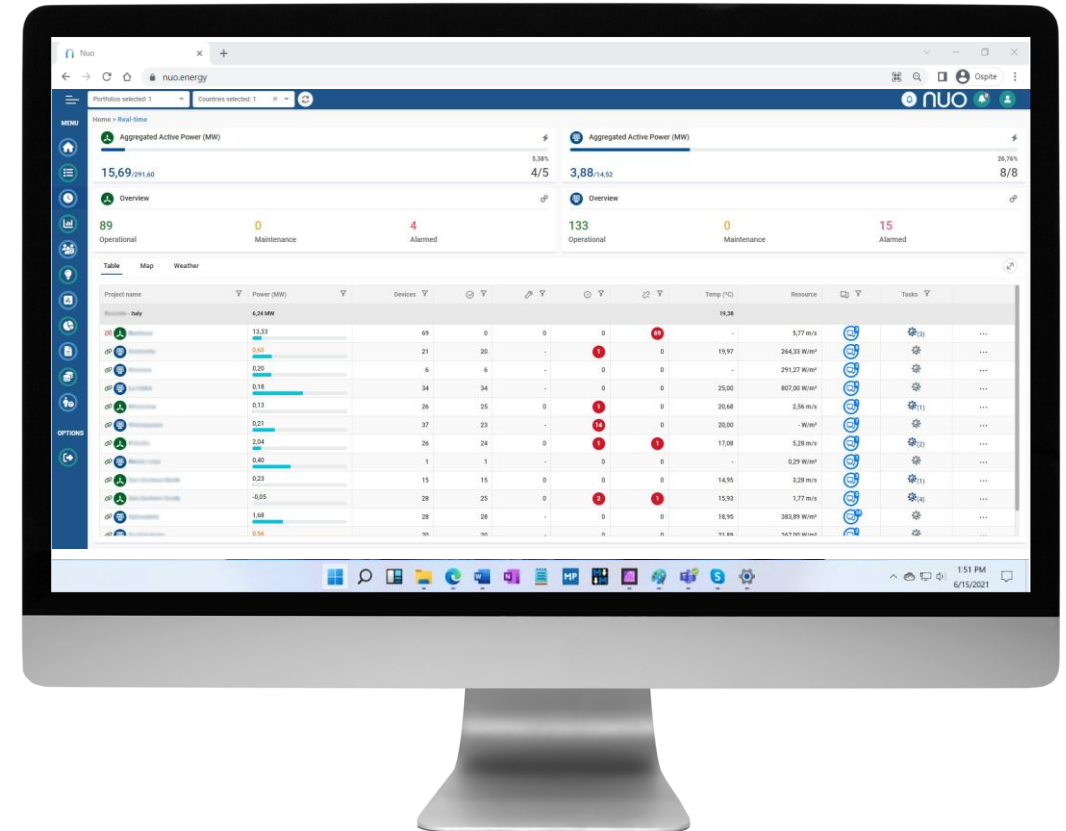 Nuo
nuo.energy
Ospite
Portfolios selected: 1
Countries selected: 1
NUO
MENU
Home > Real-time
Aggregated Active Power (MW)
5,38%
15,69/291,60
4/5
Aggregated Active Power (MW)
26,76%
3,88/14,52
8/8
Overview
89
0
4
Operational
Maintenance
Alarmed
Overview
133
0
15
Operational
Maintenance
Alarmed
Table Map Weather
Project name Power (MW) Devices Temp (°C) Resource Tasks
- Italy 6,24 MW 19,38
13,33 69 0 0 0 69 - 5,77 m/s (3) ...
0,65 21 20 - 1 0 19,97 264,33 W/m² ...
0,20 6 6 - 0 0 - 291,27 W/m² ...
0,18 34 34 - 0 0 25,00 807,00 W/m² ...
0,13 26 25 0 1 0 20,68 2,56 m/s (1) ...
0,21 37 23 - 14 0 20,00 - W/m² ...
2,04 26 24 0 1 1 17,08 5,28 m/s (2) ...
0,40 1 1 - 0 0 - 0,29 W/m² ...
0,23 15 15 0 0 0 14,95 3,28 m/s (1) ...
-0,05 28 25 0 2 1 15,93 1,77 m/s (4) ...
1,68 28 28 - 0 0 18,95 383,89 W/m² ...
0,56
OPTIONS
MP
1:51 PM
6/15/2021